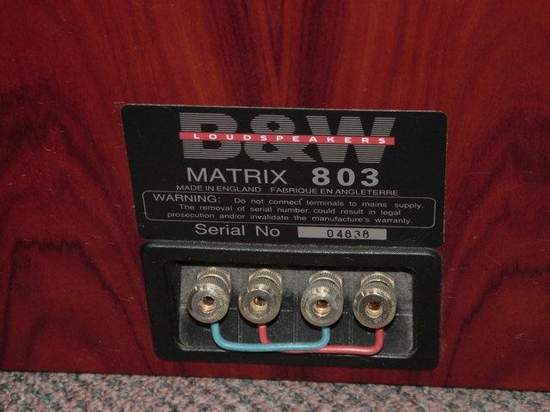 B&W
LOUDSPEAKERS
MATRIX 803
MADE IN ENGLAND FABRIQUE EN ANGLETERRE
WARNING: Do not connect terminals to mains supply.
The removal of serial number could result in legal
prosecution and/or invalidate the manufacture's warranty.
Serial No 04838